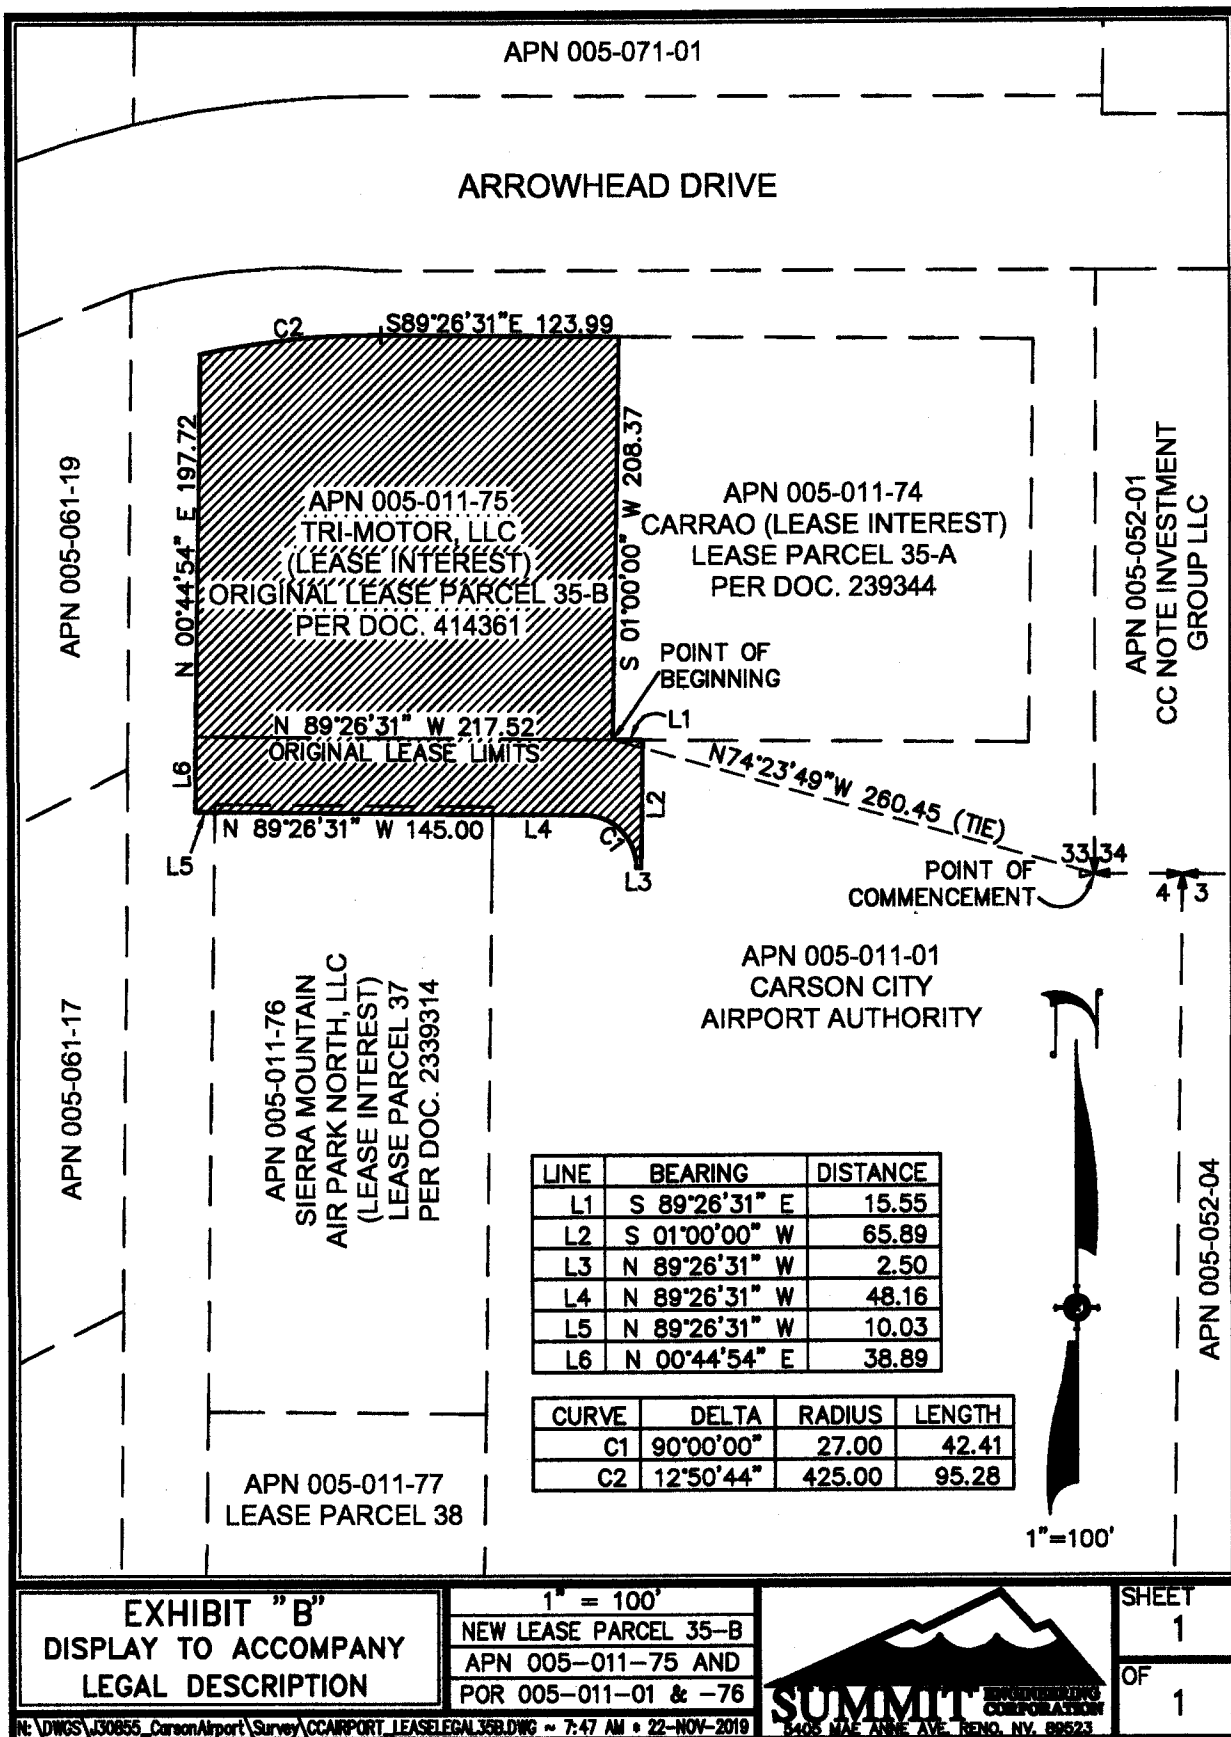 APN 005-071-01
ARROWHEAD DRIVE
C2
S89°26'31"E 123.99
N 00°44'54" E 197.72
S 01°00'00" W 208.37
APN 005-061-19
APN 005-011-75
TRI-MOTOR, LLC
(LEASE INTEREST)
ORIGINAL LEASE PARCEL 35-B
PER DOC. 414361
APN 005-011-74
CARRAO (LEASE INTEREST)
LEASE PARCEL 35-A
PER DOC. 239344
APN 005-052-01
CC NOTE INVESTMENT
GROUP LLC
POINT OF
BEGINNING
L1
N 89°26'31" W 217.52
ORIGINAL LEASE LIMITS
N74°23'49"W 260.45 (TIE)
L6
L2
N 89°26'31" W 145.00
L4
C1
L5
L3
33 34
4 3
POINT OF
COMMENCEMENT
APN 005-011-01
CARSON CITY
AIRPORT AUTHORITY
APN 005-061-17
APN 005-011-76
SIERRA MOUNTAIN
AIR PARK NORTH, LLC
(LEASE INTEREST)
LEASE PARCEL 37
PER DOC. 2339314
APN 005-052-04
LINE BEARING DISTANCE
L1 S 89°26'31" E 15.55
L2 S 01°00'00" W 65.89
L3 N 89°26'31" W 2.50
L4 N 89°26'31" W 48.16
L5 N 89°26'31" W 10.03
L6 N 00°44'54" E 38.89
CURVE DELTA RADIUS LENGTH
C1 90°00'00" 27.00 42.41
C2 12°50'44" 425.00 95.28
APN 005-011-77
LEASE PARCEL 38
1"=100'
EXHIBIT "B"
DISPLAY TO ACCOMPANY
LEGAL DESCRIPTION
1" = 100'
NEW LEASE PARCEL 35-B
APN 005-011-75 AND
POR 005-011-01 & -76
SUMMIT
ENGINEERING
CORPORATION
5405 MAE ANNE AVE. RENO, NV. 89523
SHEET
1
OF
1
N:\DWGS\J30855_CarsonAirport\Survey\CCAIRPORT_LEASELEGAL35B.DWG ~ 7:47 AM * 22-NOV-2019